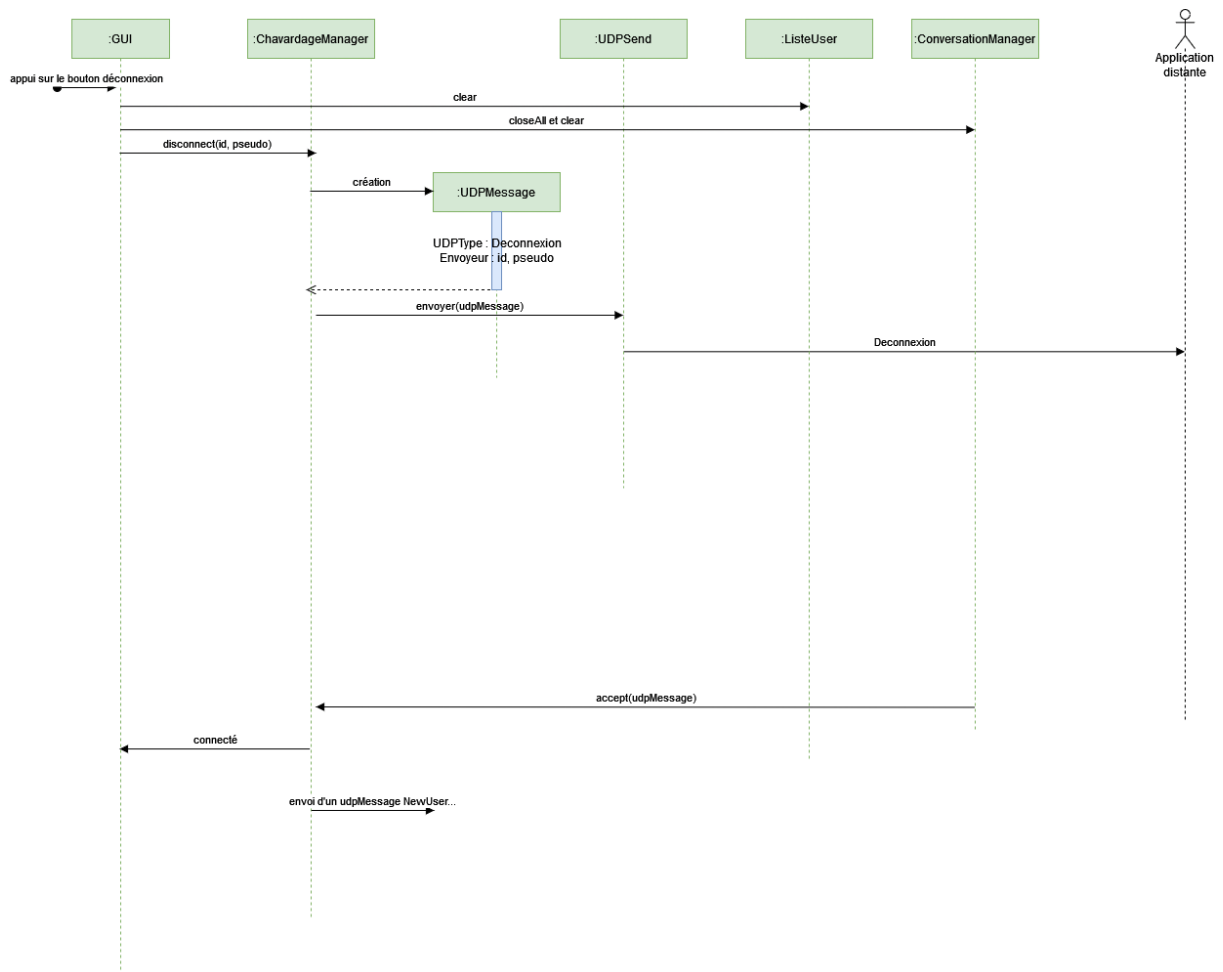 :GUI
:ChavardageManager
:UDPSend
:ListeUser
:ConversationManager
Application
distante
appui sur le bouton déconnexion
clear
closeAll et clear
disconnect(id, pseudo)
création
:UDPMessage
UDPType : Deconnexion
Envoyeur : id, pseudo
envoyer(udpMessage)
Deconnexion
accept(udpMessage)
connecté
envoi d'un udpMessage NewUser...